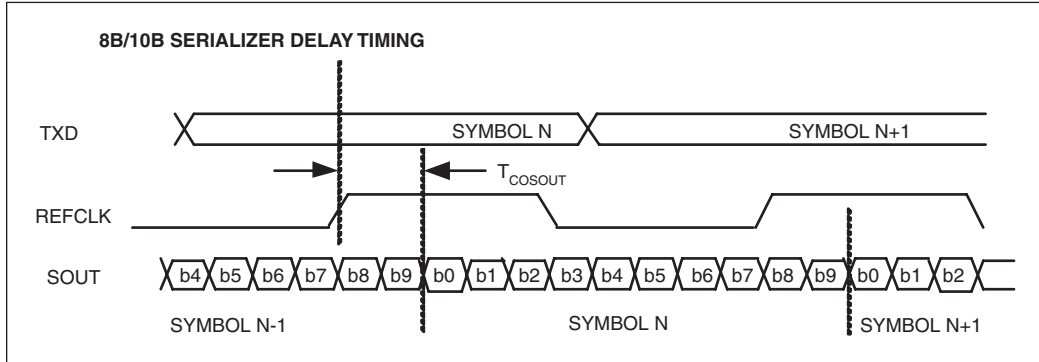 8B/10B SERIALIZER DELAY TIMING
TXD
SYMBOL N
SYMBOL N+1
TCOSOUT
REFCLK
SOUT
b4 b5 b6 b7 b8 b9 b0 b1 b2 b3 b4 b5 b6 b7 b8 b9 b0 b1 b2
SYMBOL N-1
SYMBOL N
SYMBOL N+1